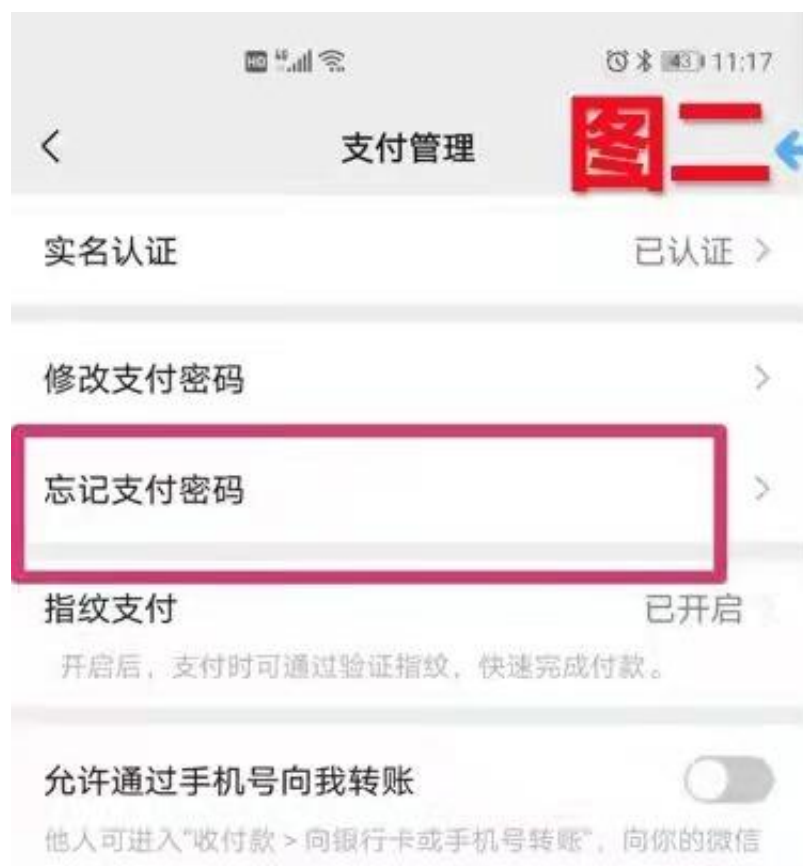 HD 46 43 11:17
支付管理
图二
实名认证 已认证
修改支付密码
忘记支付密码
指纹支付 已开启
开启后，支付时可通过验证指纹，快速完成付款。
允许通过手机号向我转账
他人可进入“收付款 > 向银行卡或手机号转账”，向你的微信